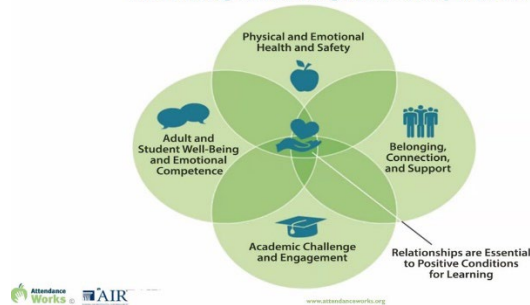 Physical and Emotional
Health and Safety
Adult and
Student Well-Being
and Emotional
Competence
Belonging,
Connection,
and Support
Academic Challenge
and Engagement
Relationships are Essential
to Positive Conditions
for Learning
Attendance
Works
AIR
www.attendanceworks.org